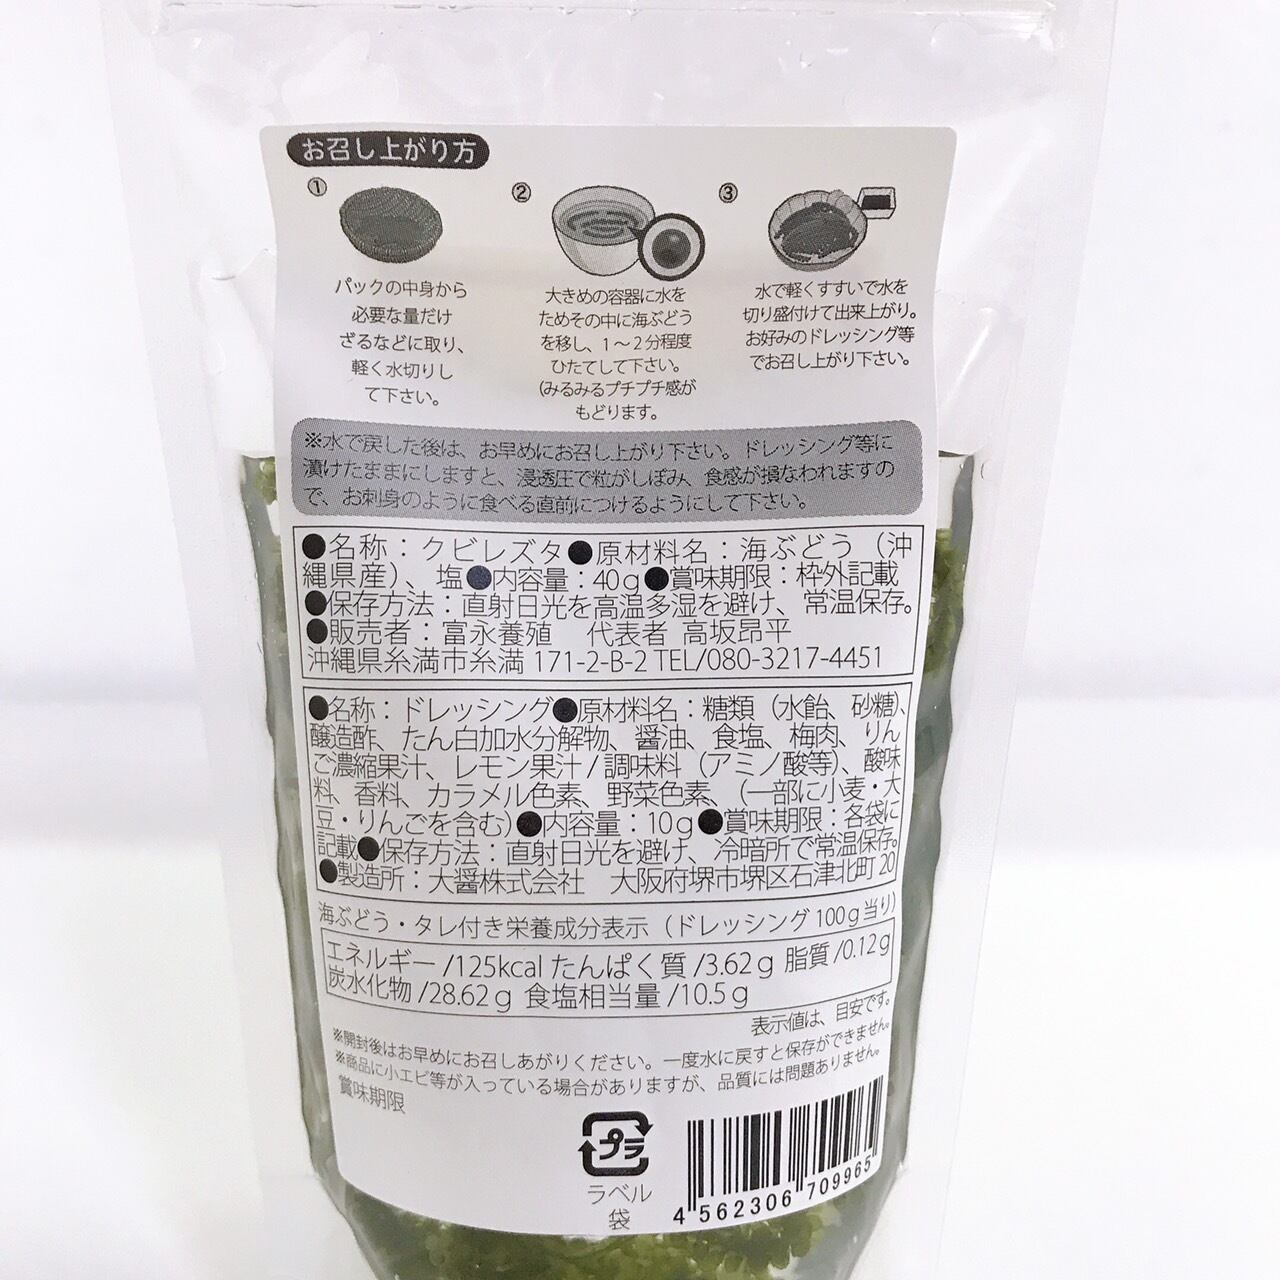 お召し上がり方
①
パックの中身から
必要な量だけ
ざるなどに取り、
軽く水切りし
て下さい。
②
大きめの容器に水を
ためその中に海ぶどう
を移し、1〜2分程度
ひたてして下さい。
(みるみるプチプチ感が
もどります。
③
水で軽くすすいで水を
切り盛付けて出来上がり。
お好みのドレッシング等
でお召し上がり下さい。
※水で戻した後は、お早めにお召し上がり下さい。ドレッシング等に
漬けたままにしますと、浸透圧で粒がしぼみ、食感が損なわれますの
で、お刺身のように食べる直前につけるようにして下さい。
●名称：クビレズタ●原材料名：海ぶどう（沖
縄県産）、塩●内容量：40g●賞味期限：枠外記載
●保存方法：直射日光を高温多湿を避け、常温保存。
●販売者：富永養殖　代表者 高坂昂平
沖縄県糸満市糸満 171-2-B-2 TEL/080-3217-4451
●名称：ドレッシング●原材料名：糖類（水飴、砂糖）、
醸造酢、たん白加水分解物、醤油、食塩、梅肉、りん
ご濃縮果汁、レモン果汁 / 調味料（アミノ酸等）、酸味
料、香料、カラメル色素、野菜色素、（一部に小麦・大
豆・りんごを含む）●内容量：10g●賞味期限：各袋に
記載●保存方法：直射日光を避け、冷暗所で常温保存。
●製造所：大醤株式会社　大阪府堺市堺区石津北町 20
海ぶどう・タレ付き栄養成分表示（ドレッシング 100g当り）
エネルギー /125kcal たんぱく質 /3.62g 脂質 /0.12g
炭水化物 /28.62g 食塩相当量 /10.5g
表示値は、目安です。
※開封後はお早めにお召しあがりください。一度水に戻すと保存ができません。
※商品に小エビ等が入っている場合がありますが、品質には問題ありません。
賞味期限
プラ
ラベル
袋
4 562306 709965